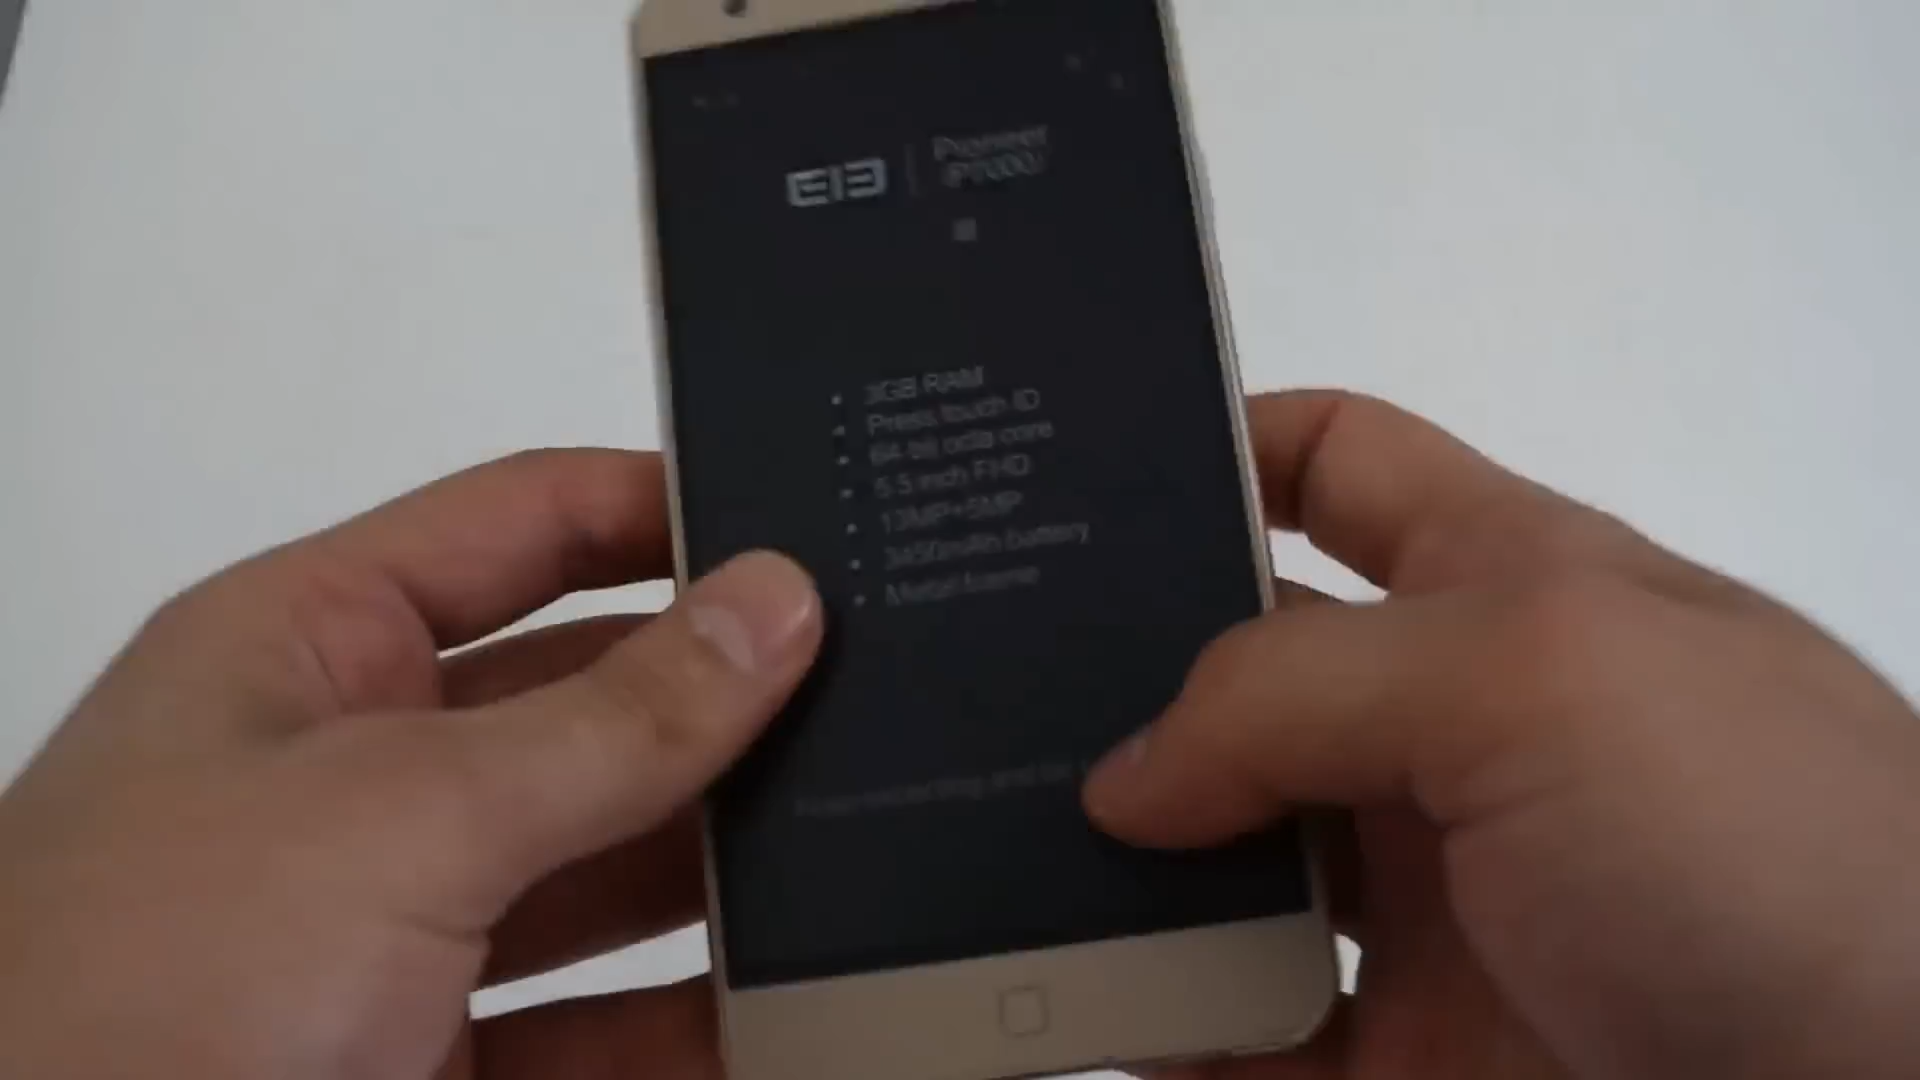 Pioneer
P7000
3GB RAM
Press touch ID
64-bit octa core
5.5 inch FHD
13MP+5MP
3450mAh battery
Metal frame